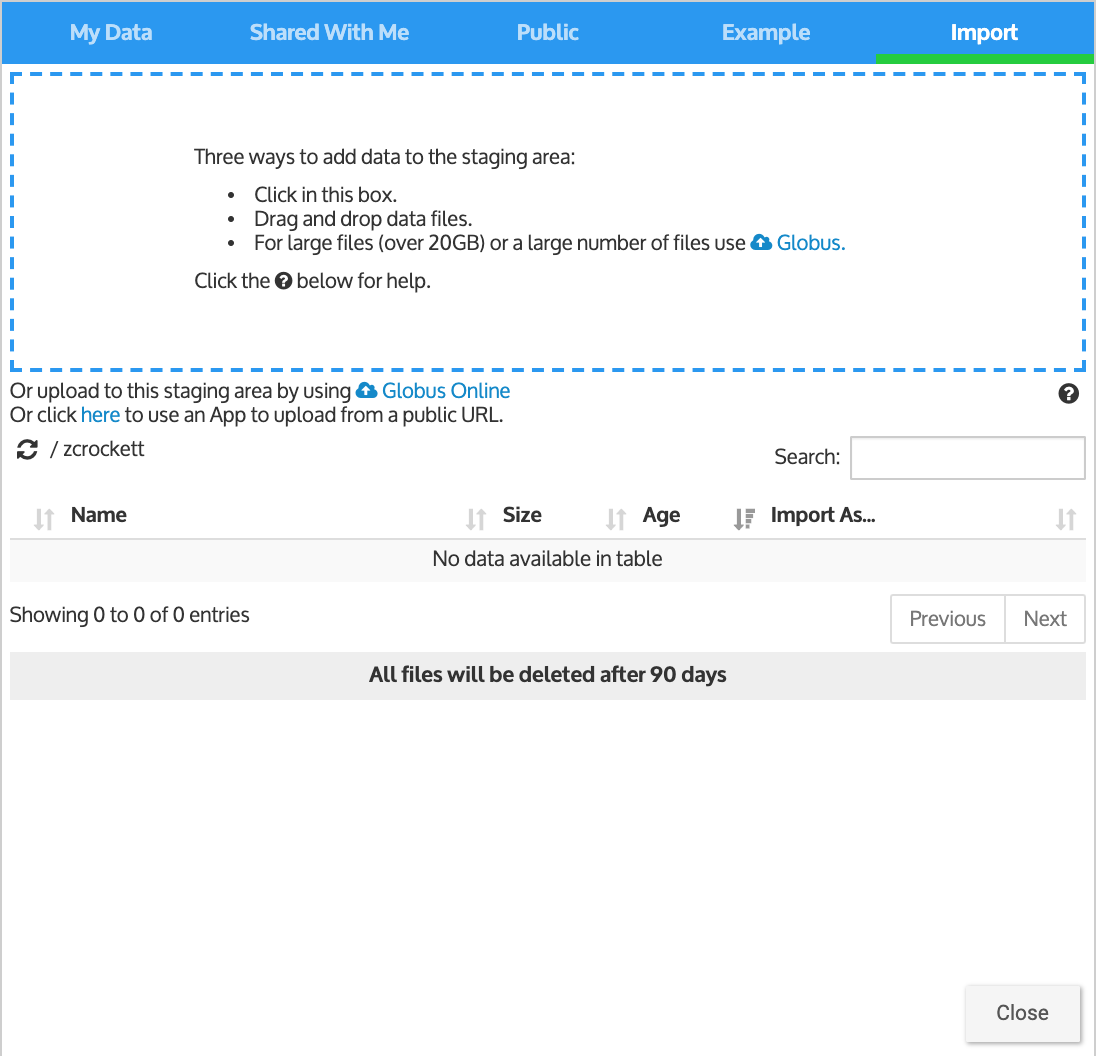 My Data Shared With Me Public Example Import
Three ways to add data to the staging area:
• Click in this box.
• Drag and drop data files.
• For large files (over 20GB) or a large number of files use Globus.
Click the ? below for help.
Or upload to this staging area by using Globus Online
?
Or click here to use an App to upload from a public URL.
/ zcrockett
Search:
Name Size Age Import As...
No data available in table
Showing 0 to 0 of 0 entries
Previous Next
All files will be deleted after 90 days
Close